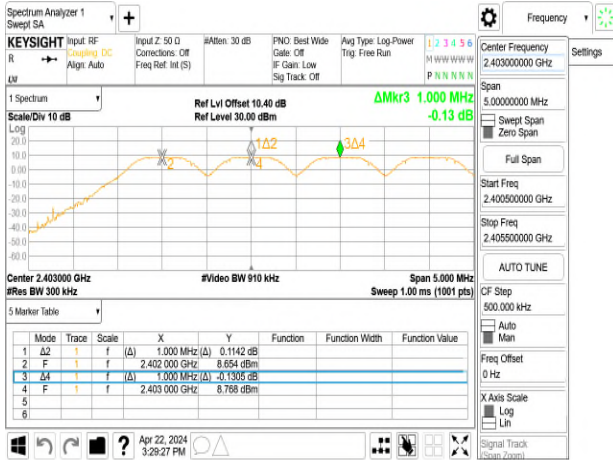 Spectrum Analyzer 1
Swept SA
+
Frequency
KEYSIGHT Input: RF Input Z: 50 Ω #Atten: 30 dB PNO: Best Wide Avg Type: Log-Power 1 2 3 4 5 6
R Coupling: DC Corrections: Off Gate: Off Trig: Free Run M W W W W W
Align: Auto Freq Ref: Int (S) IF Gain: Low
Sig Track: Off P N N N N N
1 Spectrum
Scale/Div 10 dB
Log
Ref Lvl Offset 10.40 dB
Ref Level 30.00 dBm
ΔMkr3 1.000 MHz
-0.13 dB
20.0
10.0
0.00
-10.0
-20.0
-30.0
-40.0
-50.0
-60.0
2
1Δ2
4
3Δ4
Center 2.403000 GHz #Video BW 910 kHz Span 5.000 MHz
#Res BW 300 kHz Sweep 1.00 ms (1001 pts)
5 Marker Table
Mode Trace Scale X Y Function Function Width Function Value
1 Δ2 1 f (Δ) 1.000 MHz (Δ) 0.1142 dB
2 F 1 f 2.402 000 GHz 8.654 dBm
3 Δ4 1 f (Δ) 1.000 MHz (Δ) -0.1305 dB
4 F 1 f 2.403 000 GHz 8.768 dBm
5
6
?
Apr 22, 2024
3:29:27 PM
Center Frequency
2.403000000 GHz
Settings
Span
5.00000000 MHz
Swept Span
Zero Span
Full Span
Start Freq
2.400500000 GHz
Stop Freq
2.405500000 GHz
AUTO TUNE
CF Step
500.000 kHz
Auto
Man
Freq Offset
0 Hz
X Axis Scale
Log
Lin
Signal Track
(Span Zoom)